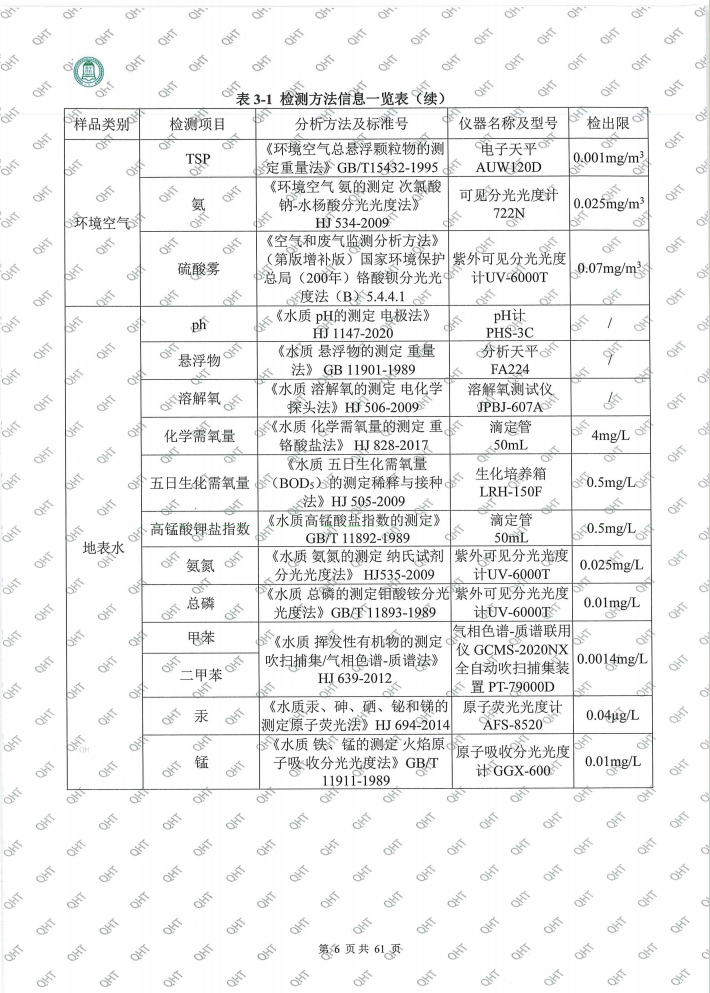 表 3-1 检测方法信息一览表（续）
样品类别 检测项目 分析方法及标准号 仪器名称及型号 检出限
环境空气
TSP
《环境空气总悬浮颗粒物的测
定重量法》GB/T15432-1995
电子天平
AUW120D
0.001mg/m³
氨
《环境空气 氨的测定 次氯酸
钠-水杨酸分光光度法》
HJ 534-2009
可见分光光度计
722N
0.025mg/m³
硫酸雾
《空气和废气监测分析方法》
（第版增补版）国家环境保护
总局（200年）铬酸钡分光光
度法（B）5.4.4.1
紫外可见分光光度
计UV-6000T
0.07mg/m³
地表水
ph
《水质 pH的测定 电极法》
HJ 1147-2020
pH计
PHS-3C
/
悬浮物
《水质 悬浮物的测定 重量
法》 GB 11901-1989
分析天平
FA224
/
溶解氧
《水质 溶解氧的测定 电化学
探头法》HJ 506-2009
溶解氧测试仪
JPBJ-607A
/
化学需氧量
《水质 化学需氧量的测定 重
铬酸盐法》 HJ 828-2017
滴定管
50mL
4mg/L
五日生化需氧量
《水质 五日生化需氧量
（BOD₅）的测定稀释与接种
法》HJ 505-2009
生化培养箱
LRH-150F
0.5mg/L
高锰酸钾盐指数
《水质高锰酸盐指数的测定》
GB/T 11892-1989
滴定管
50mL
0.5mg/L
氨氮
《水质 氨氮的测定 纳氏试剂
分光光度法》 HJ535-2009
紫外可见分光光度
计UV-6000T
0.025mg/L
总磷
《水质 总磷的测定钼酸铵分光
光度法》GB/T 11893-1989
紫外可见分光光度
计UV-6000T
0.01mg/L
甲苯
二甲苯
《水质 挥发性有机物的测定
吹扫捕集/气相色谱-质谱法》
HJ 639-2012
气相色谱-质谱联用
仪 GCMS-2020NX
全自动吹扫捕集装
置 PT-79000D
0.0014mg/L
汞
《水质汞、砷、硒、铋和锑的
测定原子荧光法》HJ 694-2014
原子荧光光度计
AFS-8520
0.04μg/L
锰
《水质 铁、锰的测定 火焰原
子吸 收分光光度法》GB/T
11911-1989
原子吸收分光光度
计 GGX-600
0.01mg/L
第 6 页 共 61 页
QHT